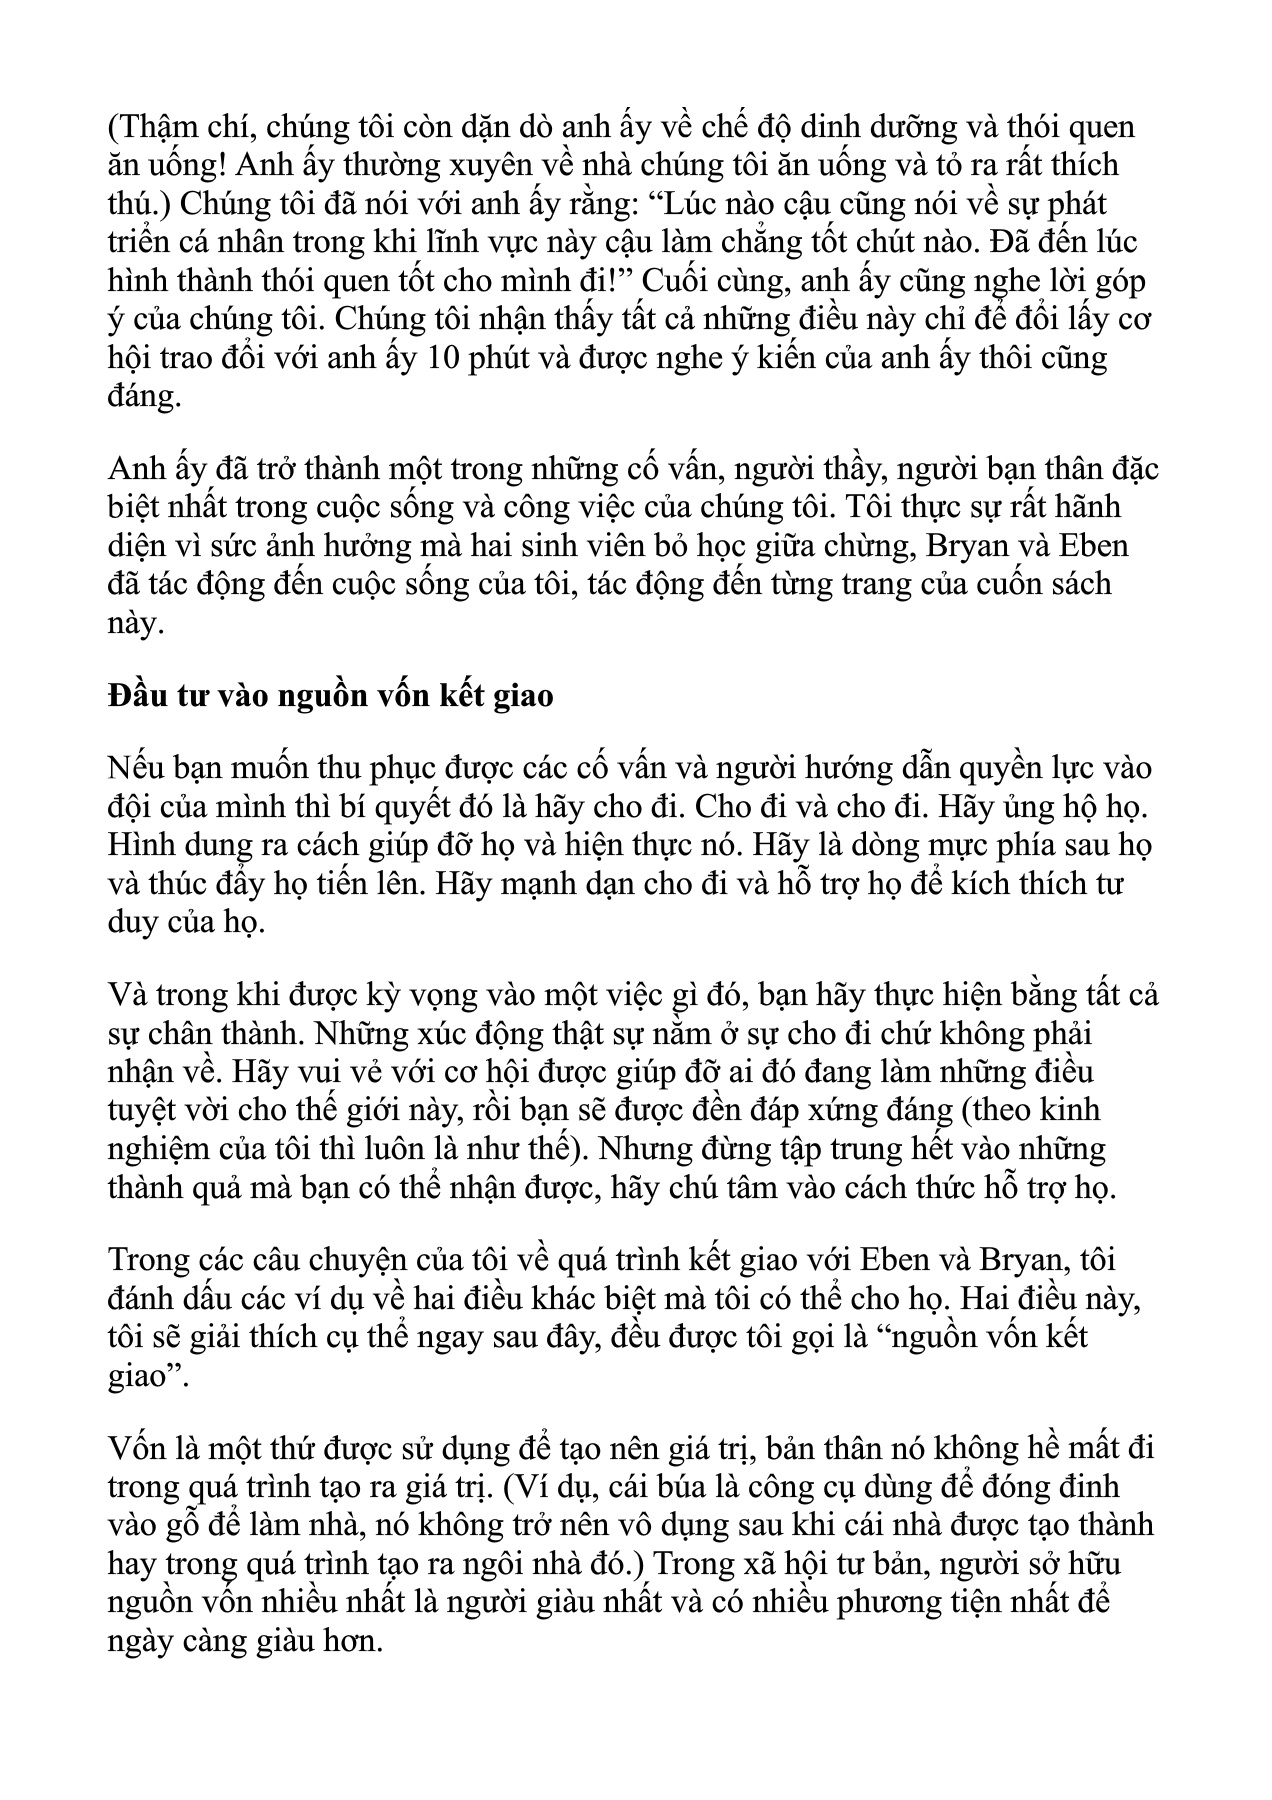 (Thậm chí, chúng tôi còn dặn dò anh ấy về chế độ dinh dưỡng và thói quen
ăn uống! Anh ấy thường xuyên về nhà chúng tôi ăn uống và tỏ ra rất thích
thú.) Chúng tôi đã nói với anh ấy rằng: “Lúc nào cậu cũng nói về sự phát
triển cá nhân trong khi lĩnh vực này cậu làm chẳng tốt chút nào. Đã đến lúc
hình thành thói quen tốt cho mình đi!” Cuối cùng, anh ấy cũng nghe lời góp
ý của chúng tôi. Chúng tôi nhận thấy tất cả những điều này chỉ để đổi lấy cơ
hội trao đổi với anh ấy 10 phút và được nghe ý kiến của anh ấy thôi cũng
đáng.
Anh ấy đã trở thành một trong những cố vấn, người thầy, người bạn thân đặc
biệt nhất trong cuộc sống và công việc của chúng tôi. Tôi thực sự rất hãnh
diện vì sức ảnh hưởng mà hai sinh viên bỏ học giữa chừng, Bryan và Eben
đã tác động đến cuộc sống của tôi, tác động đến từng trang của cuốn sách
này.
Đầu tư vào nguồn vốn kết giao
Nếu bạn muốn thu phục được các cố vấn và người hướng dẫn quyền lực vào
đội của mình thì bí quyết đó là hãy cho đi. Cho đi và cho đi. Hãy ủng hộ họ.
Hình dung ra cách giúp đỡ họ và hiện thực nó. Hãy là dòng mực phía sau họ
và thúc đẩy họ tiến lên. Hãy mạnh dạn cho đi và hỗ trợ họ để kích thích tư
duy của họ.
Và trong khi được kỳ vọng vào một việc gì đó, bạn hãy thực hiện bằng tất cả
sự chân thành. Những xúc động thật sự nằm ở sự cho đi chứ không phải
nhận về. Hãy vui vẻ với cơ hội được giúp đỡ ai đó đang làm những điều
tuyệt vời cho thế giới này, rồi bạn sẽ được đền đáp xứng đáng (theo kinh
nghiệm của tôi thì luôn là như thế). Nhưng đừng tập trung hết vào những
thành quả mà bạn có thể nhận được, hãy chú tâm vào cách thức hỗ trợ họ.
Trong các câu chuyện của tôi về quá trình kết giao với Eben và Bryan, tôi
đánh dấu các ví dụ về hai điều khác biệt mà tôi có thể cho họ. Hai điều này,
tôi sẽ giải thích cụ thể ngay sau đây, đều được tôi gọi là “nguồn vốn kết
giao”.
Vốn là một thứ được sử dụng để tạo nên giá trị, bản thân nó không hề mất đi
trong quá trình tạo ra giá trị. (Ví dụ, cái búa là công cụ dùng để đóng đinh
vào gỗ để làm nhà, nó không trở nên vô dụng sau khi cái nhà được tạo thành
hay trong quá trình tạo ra ngôi nhà đó.) Trong xã hội tư bản, người sở hữu
nguồn vốn nhiều nhất là người giàu nhất và có nhiều phương tiện nhất để
ngày càng giàu hơn.